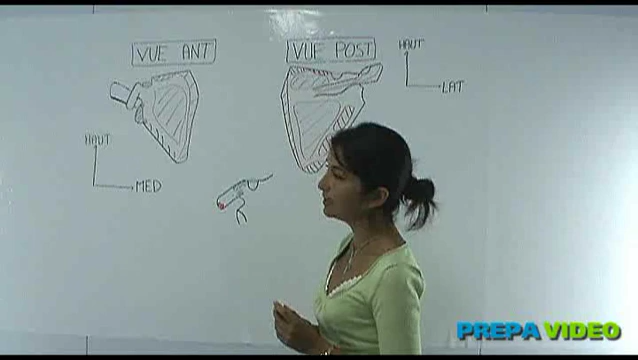 VUE ANT
VUE POST
HAUT
LAT
HAUT
MED
PREPA VIDEO